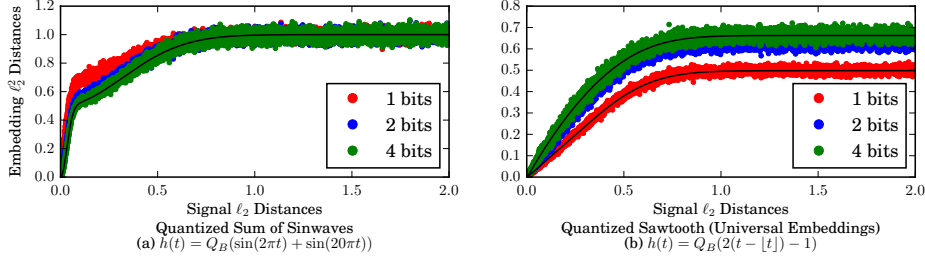 Embedding ℓ₂² Distances
1.2
1.0
0.8
0.6
0.4
0.2
0.0
0.0 0.5 1.0 1.5 2.0
1 bits
2 bits
4 bits
Signal ℓ₂ Distances
Quantized Sum of Sinwaves
(a) h(t) = Q_B(sin(2πt) + sin(20πt))
0.8
0.7
0.6
0.5
0.4
0.3
0.2
0.1
0.0
0.0 0.5 1.0 1.5 2.0
1 bits
2 bits
4 bits
Signal ℓ₂ Distances
Quantized Sawtooth (Universal Embeddings)
(b) h(t) = Q_B(2(t − ⌊t⌋) − 1)